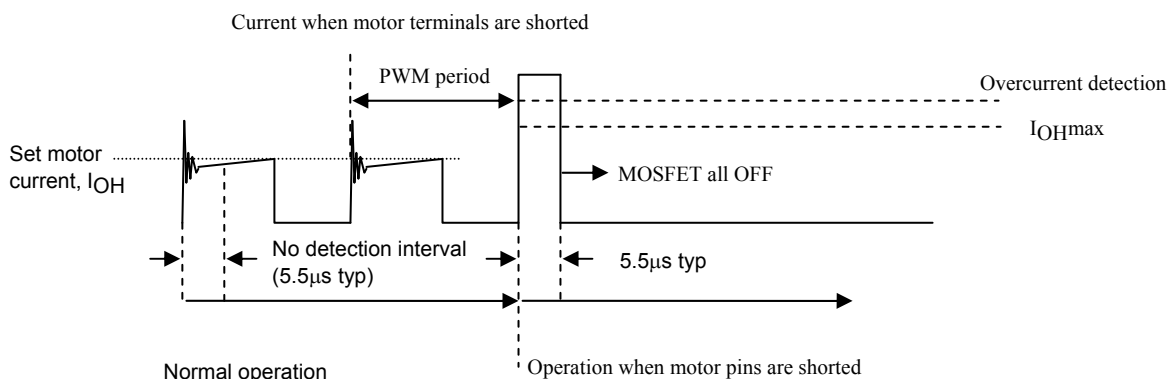 Current when motor terminals are shorted
PWM period
Overcurrent detection
IOHmax
Set motor
current, IOH
MOSFET all OFF
No detection interval
(5.5μs typ)
5.5μs typ
Normal operation
Operation when motor pins are shorted